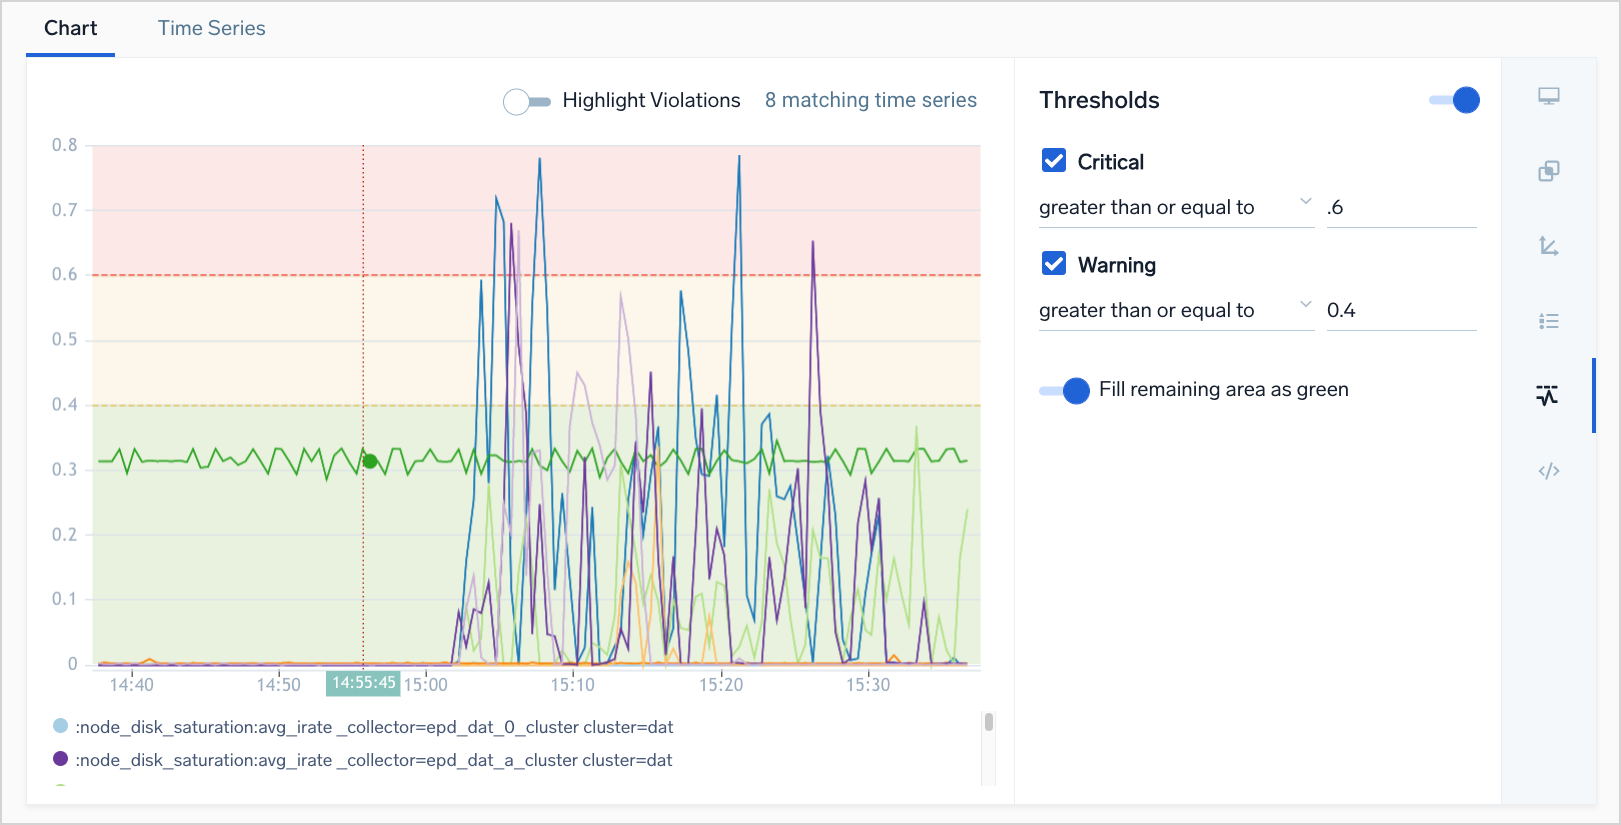 Chart
Time Series
Highlight Violations
8 matching time series
0.8
0.7
0.6
0.5
0.4
0.3
0.2
0.1
0
14:40
14:50
14:55:45
15:00
15:10
15:20
15:30
:node_disk_saturation:avg_irate _collector=epd_dat_0_cluster cluster=dat
:node_disk_saturation:avg_irate _collector=epd_dat_a_cluster cluster=dat
Thresholds
Critical
greater than or equal to
.6
Warning
greater than or equal to
0.4
Fill remaining area as green